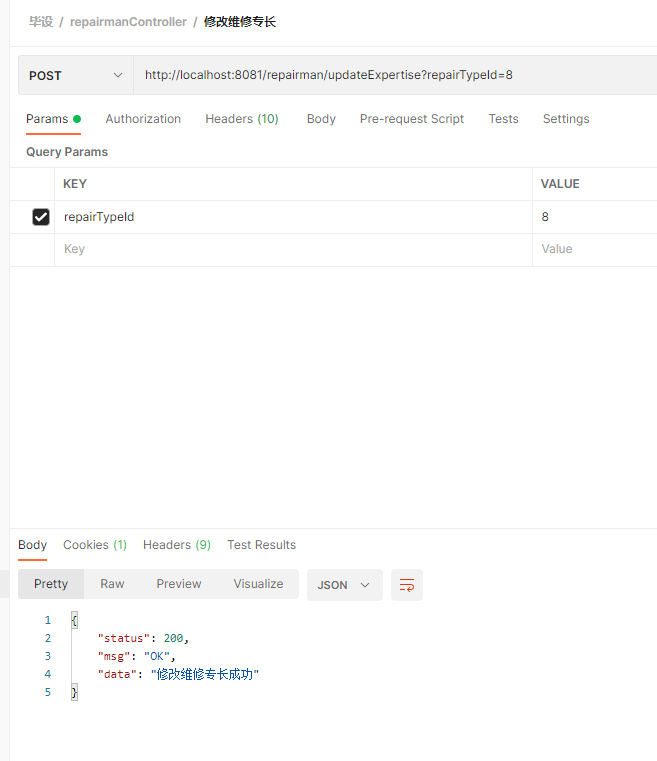 毕设 / repairmanController / 修改维修专长
POST http://localhost:8081/repairman/updateExpertise?repairTypeId=8
Params Authorization Headers (10) Body Pre-request Script Tests Settings
Query Params
KEY VALUE
repairTypeId 8
Key Value
Body Cookies (1) Headers (9) Test Results
Pretty Raw Preview Visualize JSON
1 {
2 "status": 200,
3 "msg": "OK",
4 "data": "修改维修专长成功"
5 }